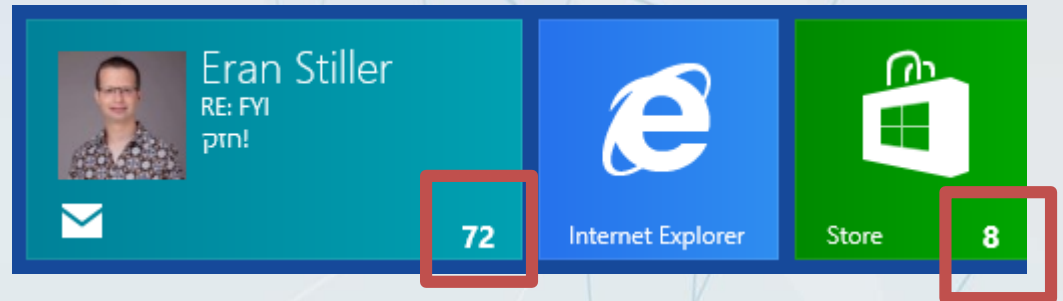 Eran Stiller
RE: FYI
חזק!
72
Internet Explorer
Store
8